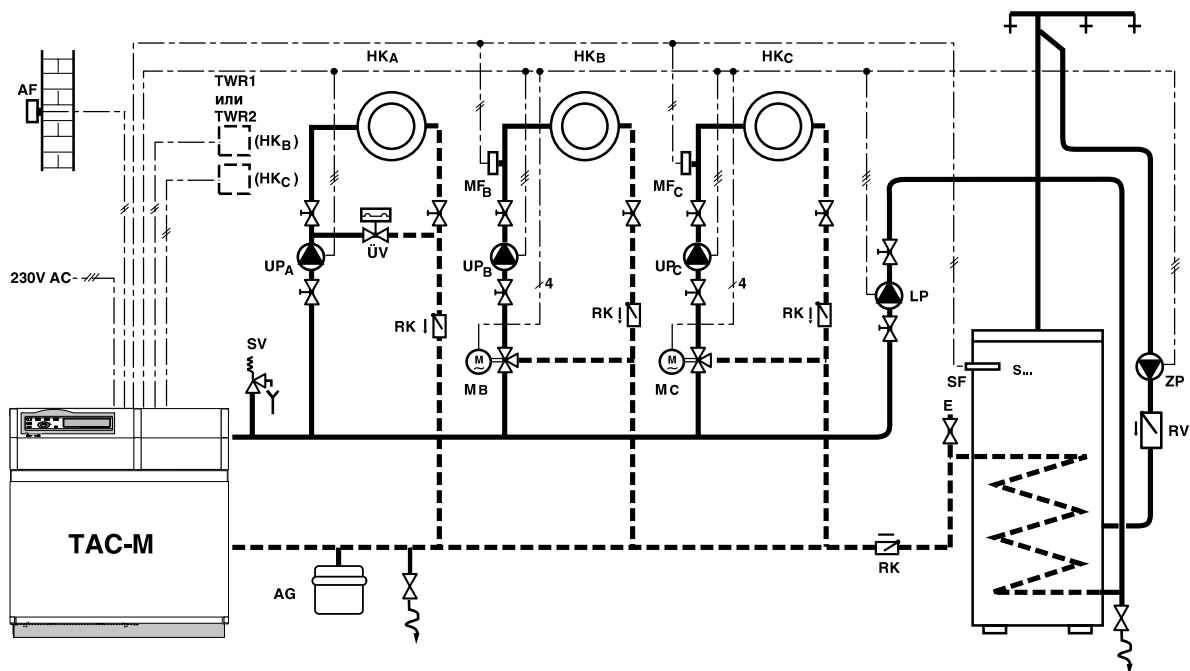 HKA
HKB
HKC
AF
TWR1
или
TWR2
(HKB)
(HKC)
MFB
MFC
ÜV
UPA
UPB
UPC
230V AC
4
4
LP
RK
RK
RK
SV
M
~
M
~
MB
MC
SF
S...
ZP
E
RV
TAC-M
RK
AG